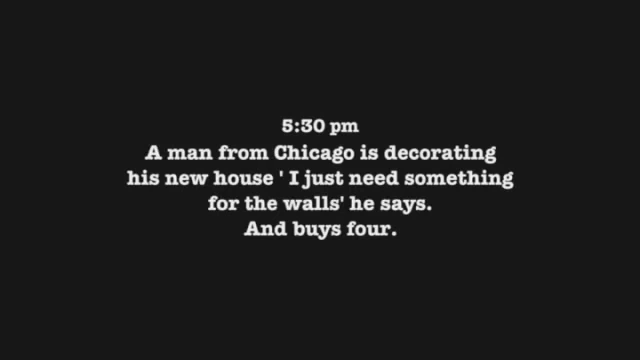 5:30 pm
A man from Chicago is decorating
his new house ' I just need something
for the walls' he says.
And buys four.